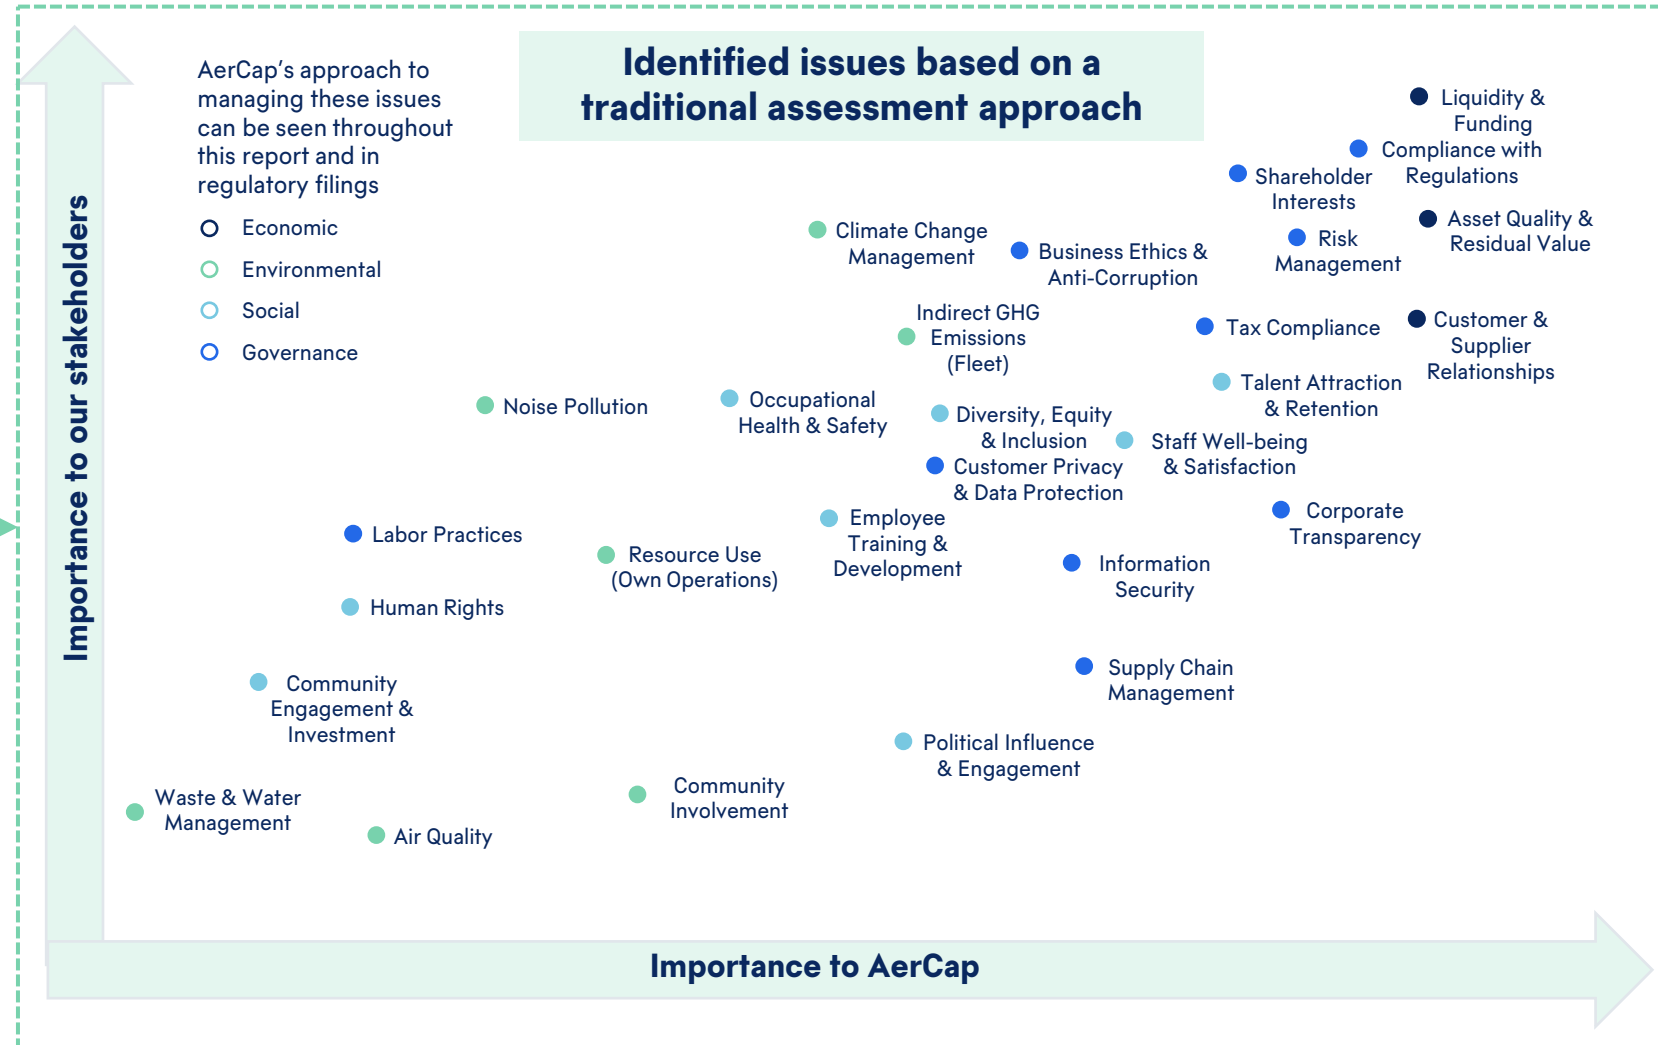 Identified issues based on a
traditional assessment approach
AerCap's approach to
managing these issues
can be seen throughout
this report and in
regulatory filings
Economic
Environmental
Social
Governance
Importance to our stakeholders
Liquidity &
Funding
Compliance with
Regulations
Shareholder
Interests
Asset Quality &
Residual Value
Climate Change
Management
Business Ethics &
Anti-Corruption
Risk
Management
Indirect GHG
Emissions
(Fleet)
Tax Compliance
Customer &
Supplier
Relationships
Talent Attraction
& Retention
Noise Pollution
Occupational
Health & Safety
Diversity, Equity
& Inclusion
Staff Well-being
& Satisfaction
Customer Privacy
& Data Protection
Corporate
Transparency
Employee
Training &
Development
Labor Practices
Resource Use
(Own Operations)
Information
Security
Human Rights
Supply Chain
Management
Community
Engagement &
Investment
Political Influence
& Engagement
Community
Involvement
Waste & Water
Management
Air Quality
Importance to AerCap